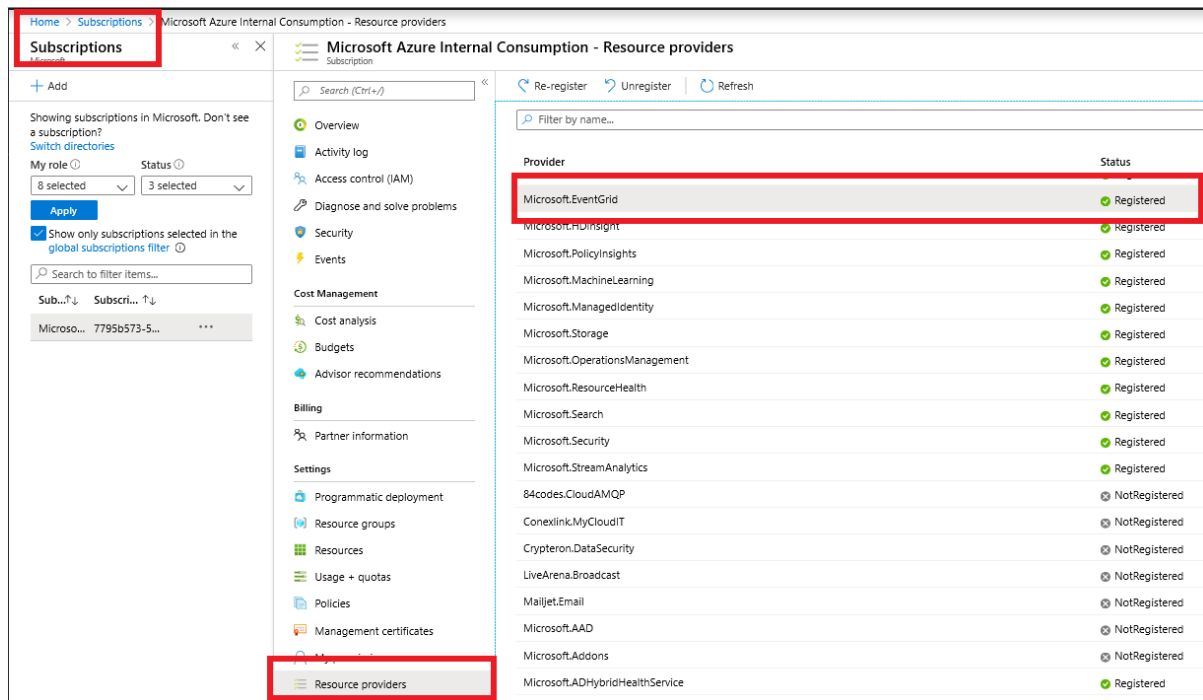 Home > Subscriptions > Microsoft Azure Internal Consumption - Resource providers
Subscriptions
Microsoft
Add
Showing subscriptions in Microsoft. Don't see
a subscription?
Switch directories
My role Status
8 selected 3 selected
Apply
Show only subscriptions selected in the
global subscriptions filter
Search to filter items...
Sub...↑↓ Subscri... ↑↓
Microso... 7795b573-5... ...
Microsoft Azure Internal Consumption - Resource providers
Subscription
Search (Ctrl+/)
Overview
Activity log
Access control (IAM)
Diagnose and solve problems
Security
Events
Cost Management
Cost analysis
Budgets
Advisor recommendations
Billing
Partner information
Settings
Programmatic deployment
Resource groups
Resources
Usage + quotas
Policies
Management certificates
Resource providers
Re-register Unregister Refresh
Filter by name...
Provider Status
Microsoft.EventGrid Registered
Microsoft.HDInsight Registered
Microsoft.PolicyInsights Registered
Microsoft.MachineLearning Registered
Microsoft.ManagedIdentity Registered
Microsoft.Storage Registered
Microsoft.OperationsManagement Registered
Microsoft.ResourceHealth Registered
Microsoft.Search Registered
Microsoft.Security Registered
Microsoft.StreamAnalytics Registered
84codes.CloudAMQP NotRegistered
Conexlink.MyCloudIT NotRegistered
Crypteron.DataSecurity NotRegistered
LiveArena.Broadcast NotRegistered
Mailjet.Email NotRegistered
Microsoft.AAD NotRegistered
Microsoft.Addons NotRegistered
Microsoft.ADHybridHealthService Registered